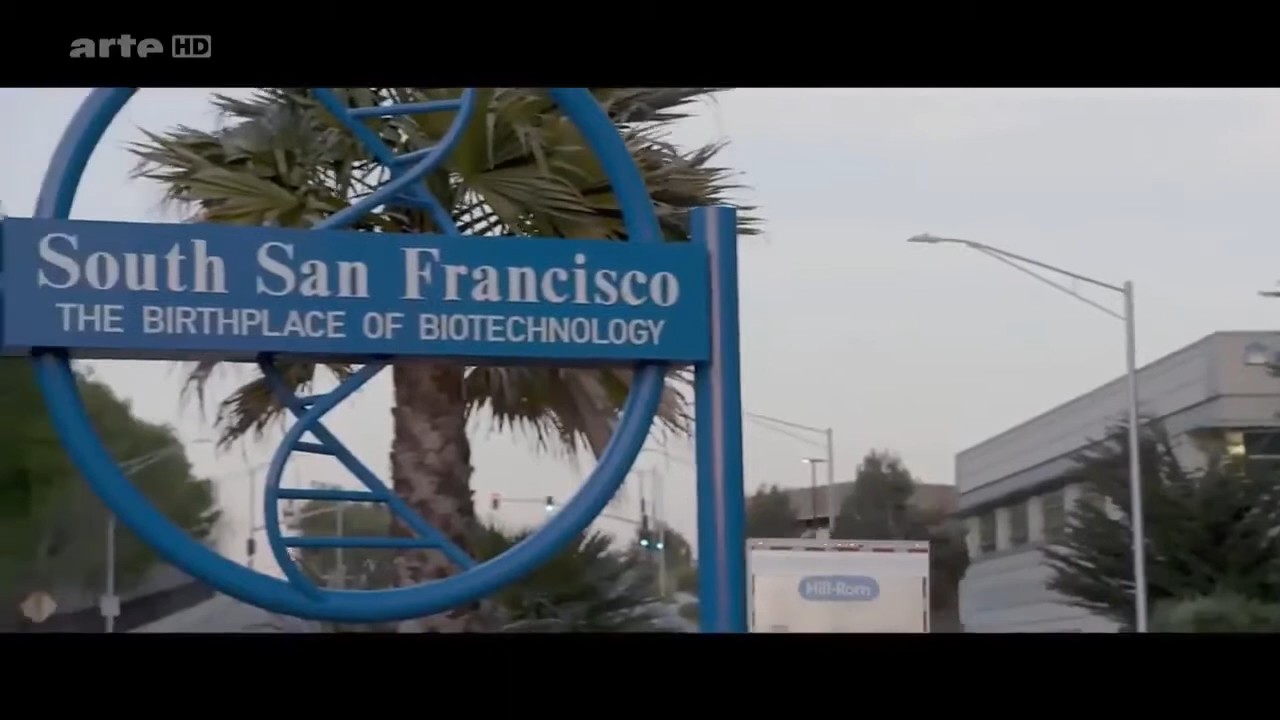 arte HD
South San Francisco
THE BIRTHPLACE OF BIOTECHNOLOGY
Hill-Rom